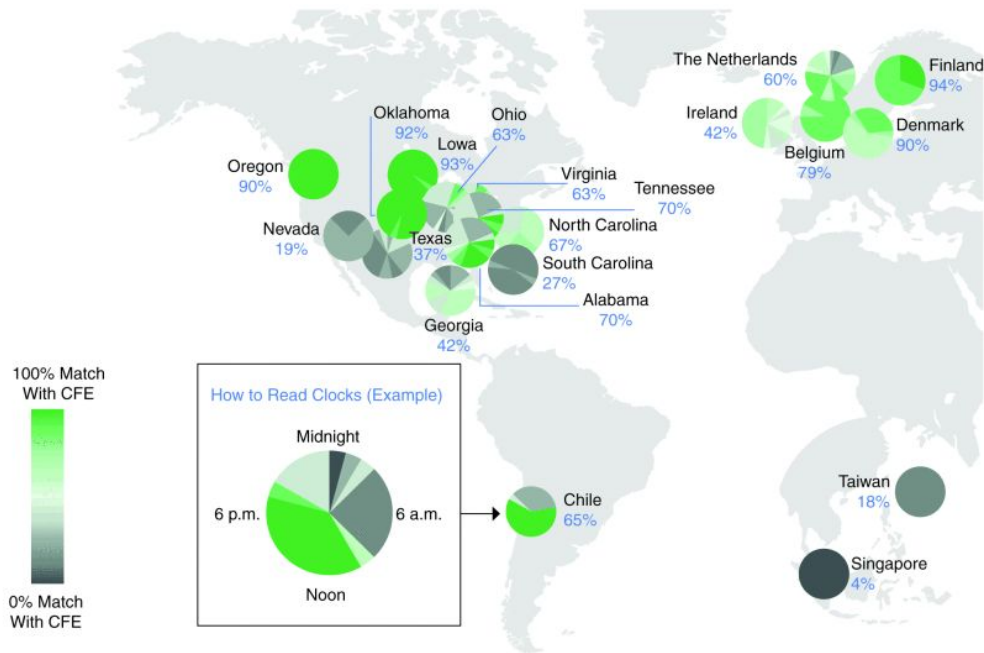 The Netherlands
60%
Finland
94%
Ireland
42%
Denmark
90%
Belgium
79%
Oklahoma
92%
Ohio
63%
Lowa
93%
Oregon
90%
Virginia
63%
Tennessee
70%
Nevada
19%
Texas
37%
North Carolina
67%
South Carolina
27%
Alabama
70%
Georgia
42%
100% Match
With CFE
0% Match
With CFE
How to Read Clocks (Example)
Midnight
6 p.m.
6 a.m.
Noon
Chile
65%
Taiwan
18%
Singapore
4%